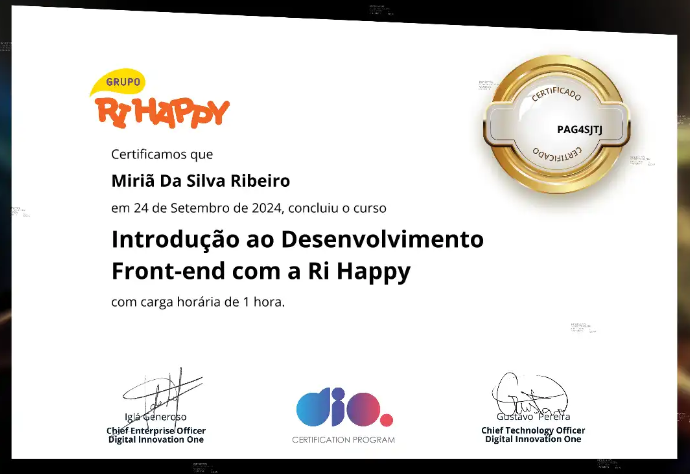 GRUPO
Ri HAPPY
CERTIFICADO
PAG4SJTJ
CERTIFICADO
Certificamos que
Miriã Da Silva Ribeiro
em 24 de Setembro de 2024, concluiu o curso
Introdução ao Desenvolvimento
Front-end com a Ri Happy
com carga horária de 1 hora.
Iglá Generoso
Chief Enterprise Officer
Digital Innovation One
dio.
CERTIFICATION PROGRAM
Gustavo Pereira
Chief Technology Officer
Digital Innovation One